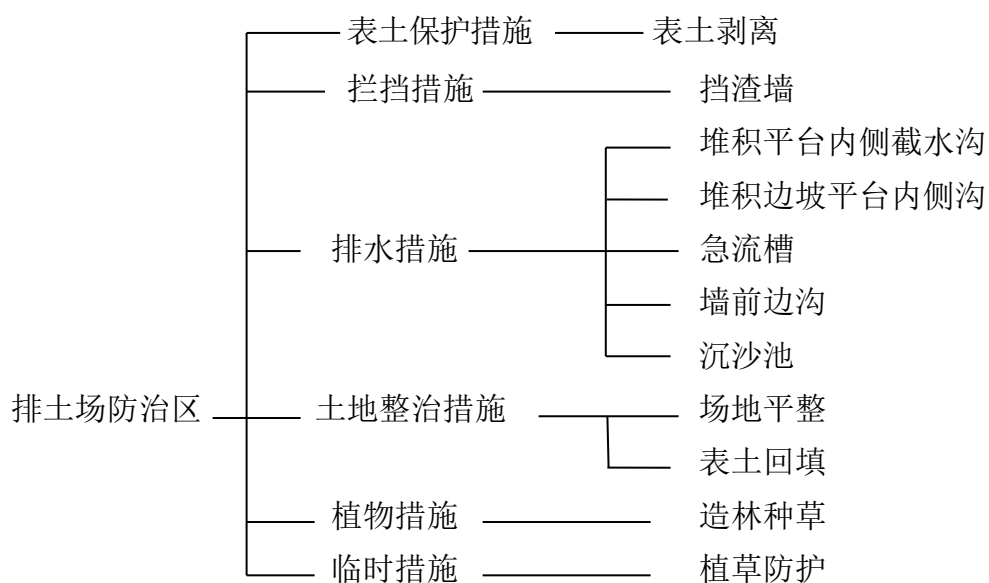 表土保护措施 表土剥离
拦挡措施 挡渣墙
堆积平台内侧截水沟
堆积边坡平台内侧沟
排水措施 急流槽
墙前边沟
沉沙池
排土场防治区 土地整治措施 场地平整
表土回填
植物措施 造林种草
临时措施 植草防护